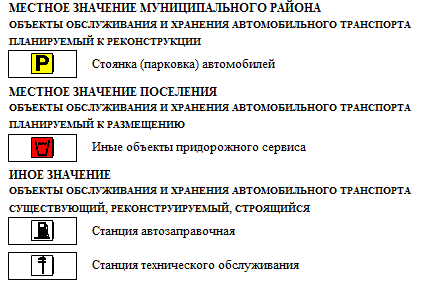 МЕСТНОЕ ЗНАЧЕНИЕ МУНИЦИПАЛЬНОГО РАЙОНА
ОБЪЕКТЫ ОБСЛУЖИВАНИЯ И ХРАНЕНИЯ АВТОМОБИЛЬНОГО ТРАНСПОРТА
ПЛАНИРУЕМЫЙ К РЕКОНСТРУКЦИИ
P Стоянка (парковка) автомобилей
МЕСТНОЕ ЗНАЧЕНИЕ ПОСЕЛЕНИЯ
ОБЪЕКТЫ ОБСЛУЖИВАНИЯ И ХРАНЕНИЯ АВТОМОБИЛЬНОГО ТРАНСПОРТА
ПЛАНИРУЕМЫЙ К РАЗМЕЩЕНИЮ
Иные объекты придорожного сервиса
ИНОЕ ЗНАЧЕНИЕ
ОБЪЕКТЫ ОБСЛУЖИВАНИЯ И ХРАНЕНИЯ АВТОМОБИЛЬНОГО ТРАНСПОРТА
СУЩЕСТВУЮЩИЙ, РЕКОНСТРУИРУЕМЫЙ, СТРОЯЩИЙСЯ
Станция автозаправочная
Станция технического обслуживания